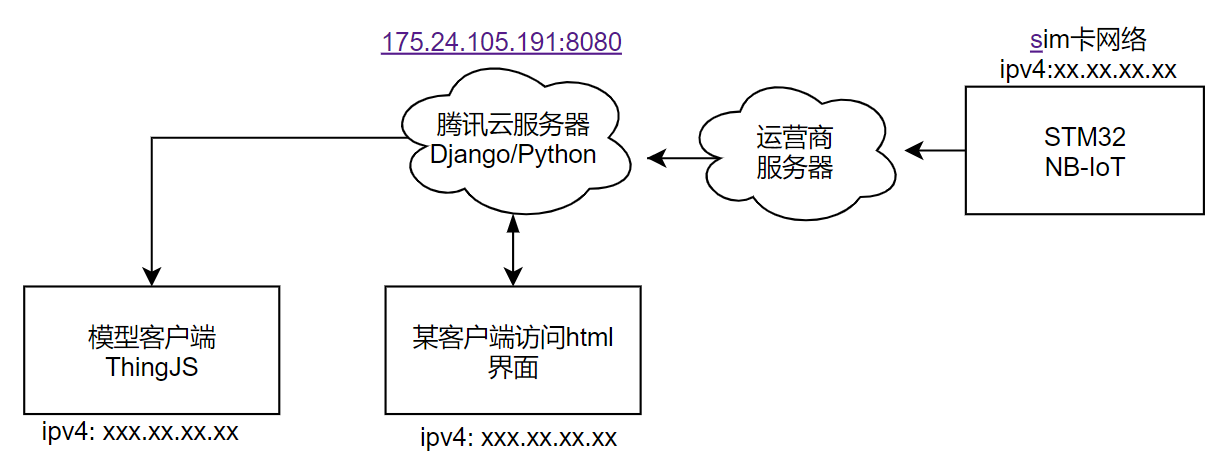 175.24.105.191:8080
sim卡网络
ipv4:xx.xx.xx.xx
腾讯云服务器
Django/Python
运营商
服务器
STM32
NB-IoT
模型客户端
ThingJS
某客户端访问html
界面
ipv4: xxx.xx.xx.xx
ipv4: xxx.xx.xx.xx